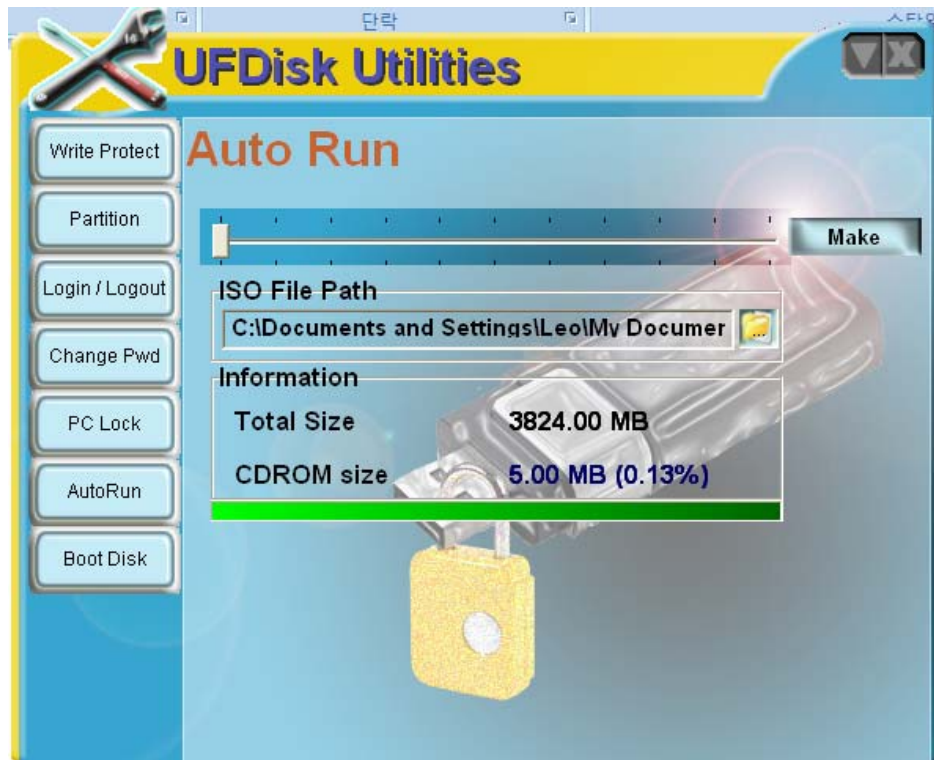 단락
UFDisk Utilities
Write Protect
Partition
Login / Logout
Change Pwd
PC Lock
AutoRun
Boot Disk
Auto Run
Make
ISO File Path
C:\Documents and Settings\Leo\My Documer
Information
Total Size 3824.00 MB
CDROM size 5.00 MB (0.13%)